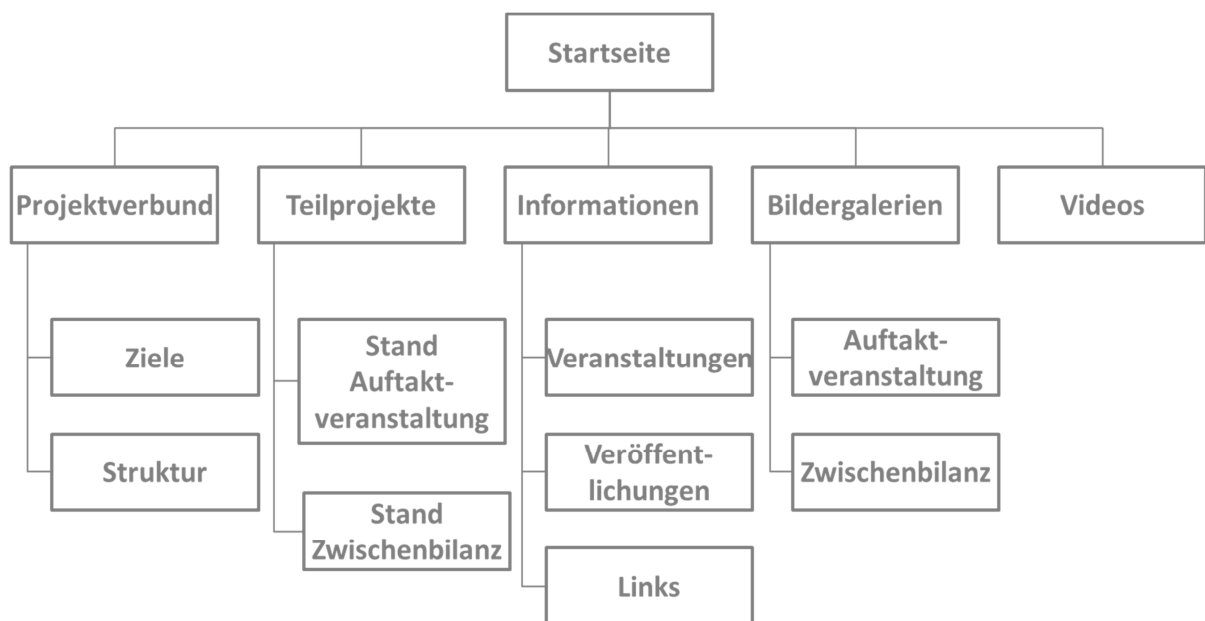 Startseite
Projektverbund
Teilprojekte
Informationen
Bildergalerien
Videos
Ziele
Struktur
Stand
Auftakt-
veranstaltung
Stand
Zwischenbilanz
Veranstaltungen
Veröffent-
lichungen
Links
Auftakt-
veranstaltung
Zwischenbilanz